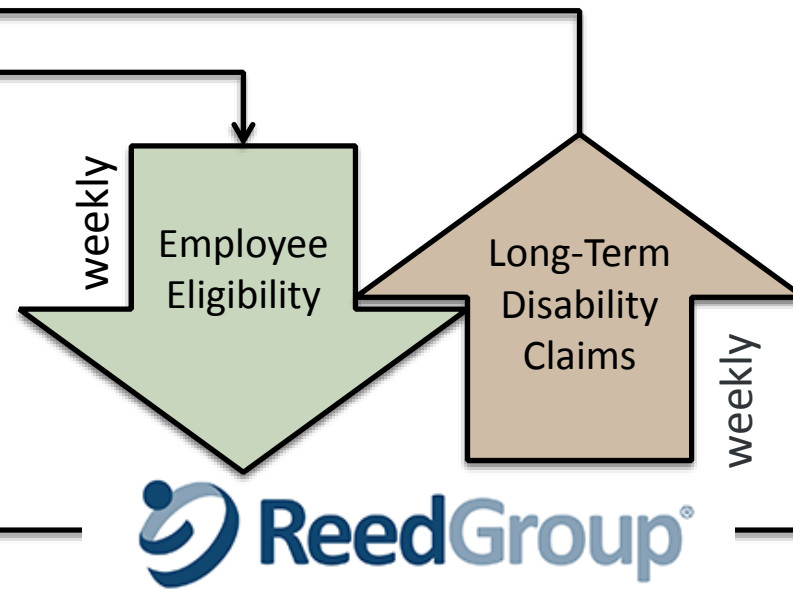 weekly
Employee
Eligibility
Long-Term
Disability
Claims
weekly
ReedGroup®